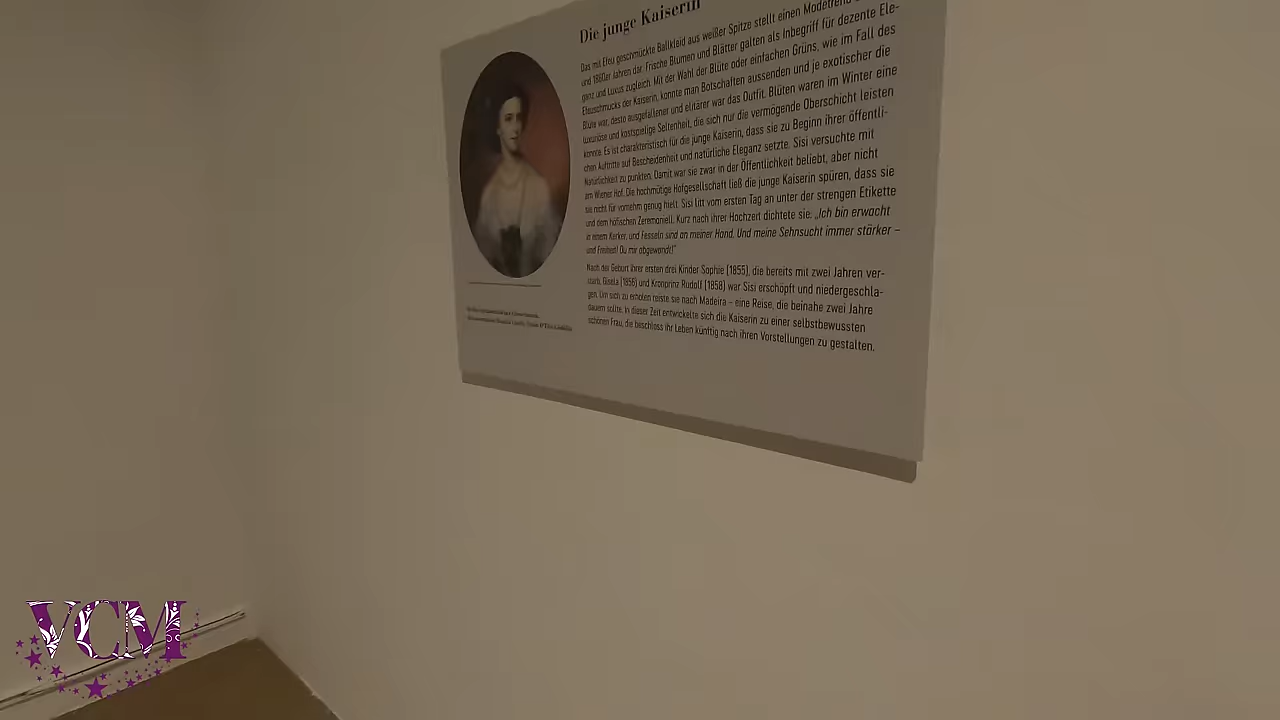 Die junge Kaiserin
Das mit Efeu geschmückte Ballkleid aus weißer Spitze stellt einen Modetrend
und 1860er Jahren dar. Frische Blumen und Blätter galten als Inbegriff für dezente Ele-
ganz und Luxus zugleich. Mit der Wahl der Blüte oder einfachen Grüns, wie im Fall des
Efeuschmucks der Kaiserin, konnte man Botschaften aussenden und je exotischer die
Blüte war, desto ausgefallener und elitärer war das Outfit. Blüten waren im Winter eine
luxuriöse und kostspielige Seltenheit, die sich nur die vermögende Oberschicht leisten
konnte. Es ist charakteristisch für die junge Kaiserin, dass sie zu Beginn ihrer öffentli-
chen Auftritte auf Bescheidenheit und natürliche Eleganz setzte. Sisi versuchte mit
Natürlichkeit zu punkten. Damit war sie zwar in der Öffentlichkeit beliebt, aber nicht
am Wiener Hof. Die hochmütige Hofgesellschaft ließ die junge Kaiserin spüren, dass sie
sie nicht für vornehm genug hielt. Sisi litt vom ersten Tag an unter der strengen Etikette
und dem höfischen Zeremoniell. Kurz nach ihrer Hochzeit dichtete sie: „Ich bin erwacht
in einem Kerker, und Fesseln sind an meiner Hand. Und meine Sehnsucht immer stärker –
und Freiheit! Du mir abgewandt!“
Nach der Geburt ihrer ersten drei Kinder Sophie (1855), die bereits mit zwei Jahren ver-
starb, Gisela (1856) und Kronprinz Rudolf (1858) war Sisi erschöpft und niedergeschla-
gen. Um sich zu erholen reiste sie nach Madeira – eine Reise, die beinahe zwei Jahre
dauern sollte. In dieser Zeit entwickelte sich die Kaiserin zu einer selbstbewussten
schönen Frau, die beschloss ihr Leben künftig nach ihren Vorstellungen zu gestalten.
VCM